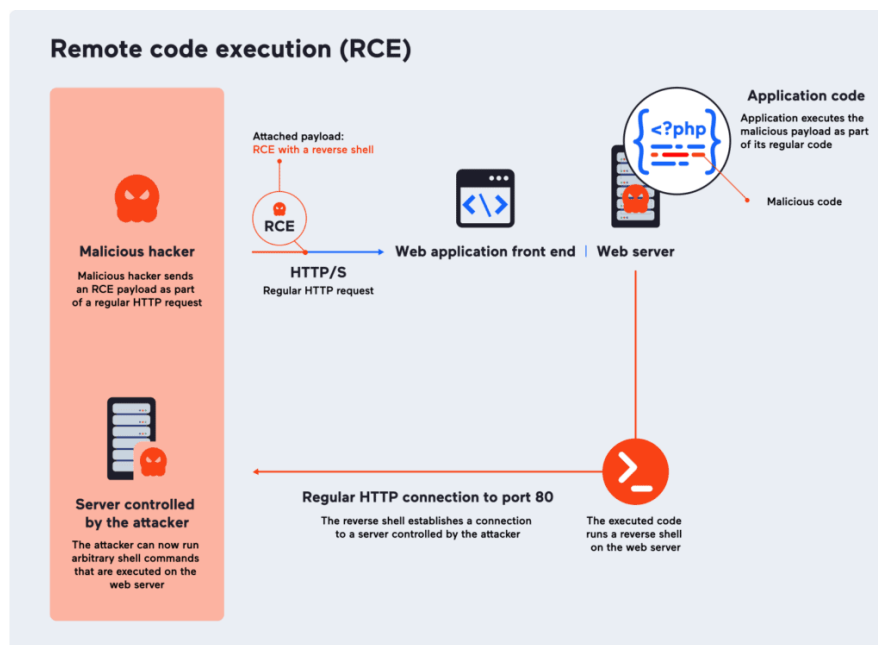 Remote code execution (RCE)
Attached payload:
RCE with a reverse shell
RCE
Malicious hacker
Malicious hacker sends
an RCE payload as part
of a regular HTTP request
HTTP/S
Regular HTTP request
Web application front end
Web server
<?php
Application code
Application executes the
malicious payload as part
of its regular code
Malicious code
Server controlled
by the attacker
The attacker can now run
arbitrary shell commands
that are executed on the
web server
Regular HTTP connection to port 80
The reverse shell establishes a connection
to a server controlled by the attacker
The executed code
runs a reverse shell
on the web server